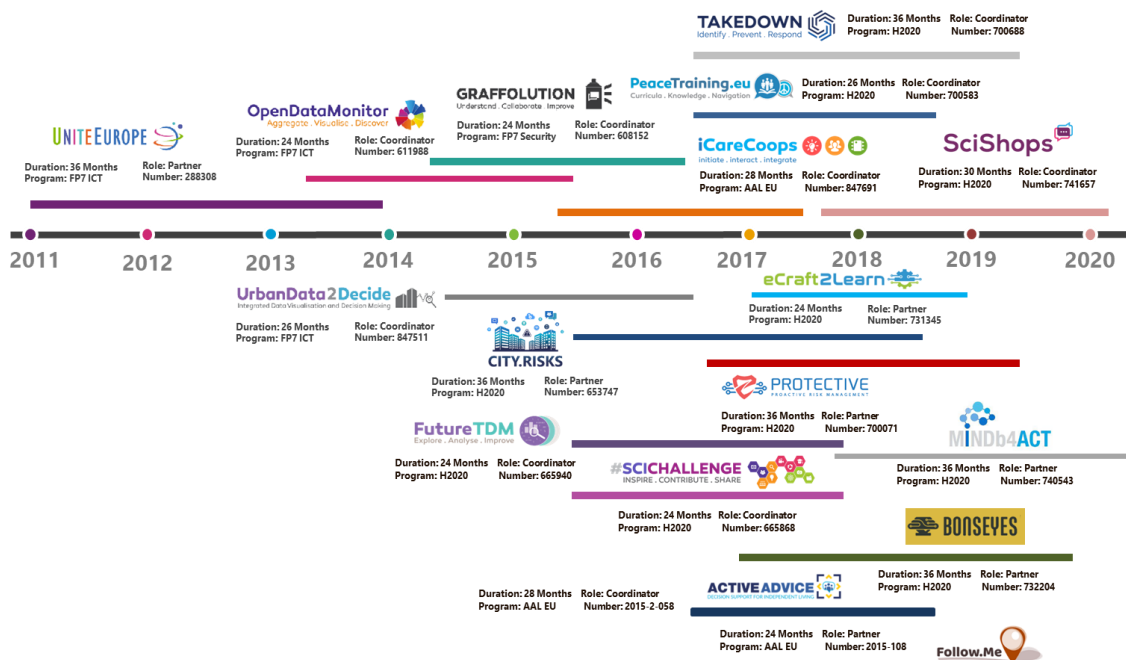 TAKEDOWN
Identify . Prevent . Respond
Duration: 36 Months Role: Coordinator
Program: H2020 Number: 700688
PeaceTraining.eu
Curricula . Knowledge . Navigation
Duration: 26 Months Role: Coordinator
Program: H2020 Number: 700583
GRAFFOLUTION
Understand . Collaborate . Improve
Duration: 24 Months Role: Coordinator
Program: FP7 Security Number: 608152
OpenDataMonitor
Aggregate . Visualise . Discover
Duration: 24 Months Role: Coordinator
Program: FP7 ICT Number: 611988
UNITEEUROPE
Duration: 36 Months Role: Partner
Program: FP7 ICT Number: 288308
iCareCoops
initiate . interact . integrate
Duration: 28 Months Role: Coordinator
Program: AAL EU Number: 847691
SciShops
Duration: 30 Months Role: Coordinator
Program: H2020 Number: 741657
2011 2012 2013 2014 2015 2016 2017 2018 2019 2020
UrbanData2Decide
Integrated Data Visualisation and Decision Making
Duration: 26 Months Role: Coordinator
Program: FP7 ICT Number: 847511
eCraft2Learn
Duration: 24 Months Role: Partner
Program: H2020 Number: 731345
CITY.RISKS
Duration: 36 Months Role: Partner
Program: H2020 Number: 653747
PROTECTIVE
PROACTIVE RISK MANAGEMENT
Duration: 36 Months Role: Partner
Program: H2020 Number: 700071
FutureTDM
Explore . Analyse . Improve
Duration: 24 Months Role: Coordinator
Program: H2020 Number: 665940
MiNDb4ACT
Duration: 36 Months Role: Partner
Program: H2020 Number: 740543
#SCICHALLENGE
INSPIRE . CONTRIBUTE . SHARE
Duration: 24 Months Role: Coordinator
Program: H2020 Number: 665868
BONSEYES
Duration: 36 Months Role: Partner
Program: H2020 Number: 732204
ACTIVE ADVICE
DECISION SUPPORT FOR INDEPENDENT LIVING
Duration: 28 Months Role: Coordinator
Program: AAL EU Number: 2015-2-058
Duration: 24 Months Role: Partner
Program: AAL EU Number: 2015-108
Follow.Me